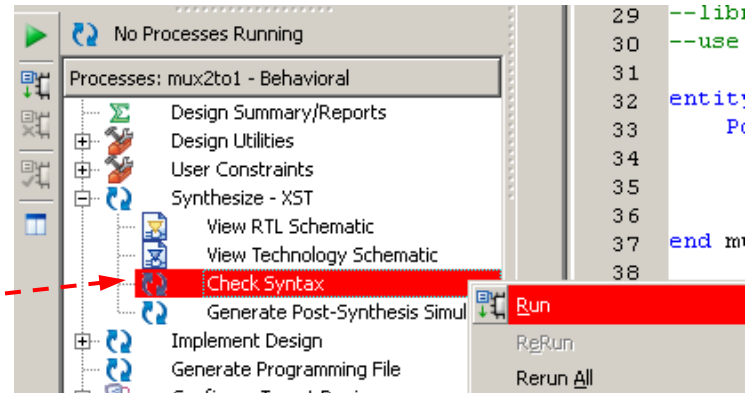 No Processes Running
Processes: mux2to1 - Behavioral
Design Summary/Reports
Design Utilities
User Constraints
Synthesize - XST
View RTL Schematic
View Technology Schematic
Check Syntax
Generate Post-Synthesis Simul
Implement Design
Generate Programming File
29 --libr
30 --use
31
32 entity
33 Po
34
35
36
37 end mu
38
Run
ReRun
Rerun All